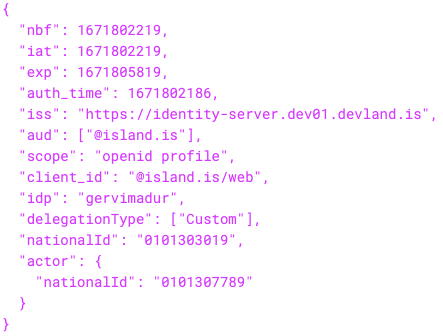 {
  "nbf": 1671802219,
  "iat": 1671802219,
  "exp": 1671805819,
  "auth_time": 1671802186,
  "iss": "https://identity-server.dev01.devland.is",
  "aud": ["@island.is"],
  "scope": "openid profile",
  "client_id": "@island.is/web",
  "idp": "gervimadur",
  "delegationType": ["Custom"],
  "nationalId": "0101303019",
  "actor": {
    "nationalId": "0101307789"
  }
}